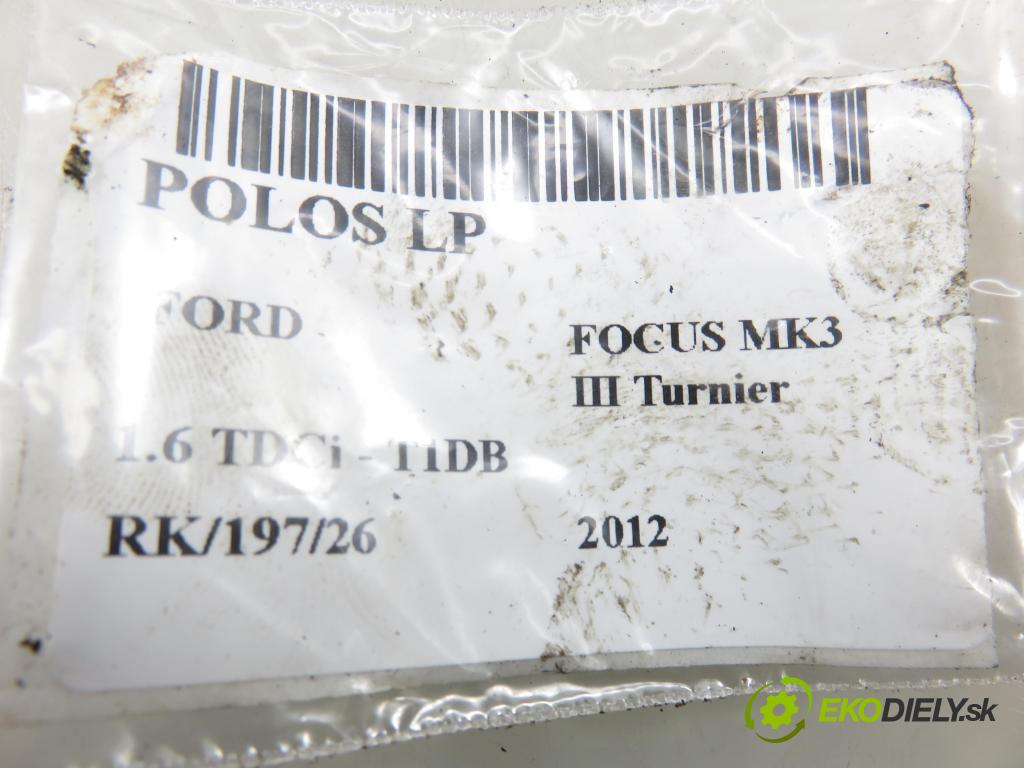 POLOS LP
FORD
FOCUS MK3
III Turnier
1.6 TDCi - T1DB
RK/197/26
2012
EKODIELY.sk